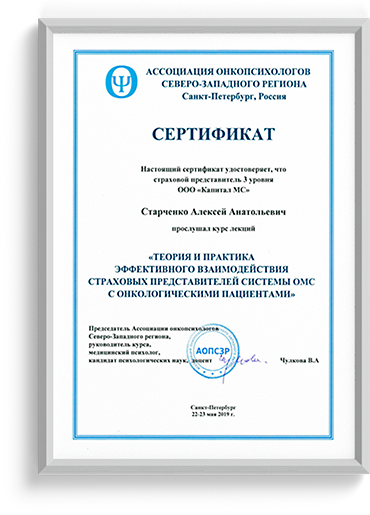 АССОЦИАЦИЯ ОНКОПСИХОЛОГОВ
СЕВЕРО-ЗАПАДНОГО РЕГИОНА
Санкт-Петербург, Россия
СЕРТИФИКАТ
Настоящий сертификат удостоверяет, что
страховой представитель 3 уровня
ООО «Капитал МС»
Старченко Алексей Анатольевич
прослушал курс лекций
«ТЕОРИЯ И ПРАКТИКА
ЭФФЕКТИВНОГО ВЗАИМОДЕЙСТВИЯ
СТРАХОВЫХ ПРЕДСТАВИТЕЛЕЙ СИСТЕМЫ ОМС
С ОНКОЛОГИЧЕСКИМИ ПАЦИЕНТАМИ»
Председатель Ассоциации онкопсихологов
Северо-Западного региона,
руководитель курса,
медицинский психолог,
кандидат психологических наук, доцент Чулкова В.А
АОПСЗР
Санкт-Петербург
22-23 мая 2019 г.